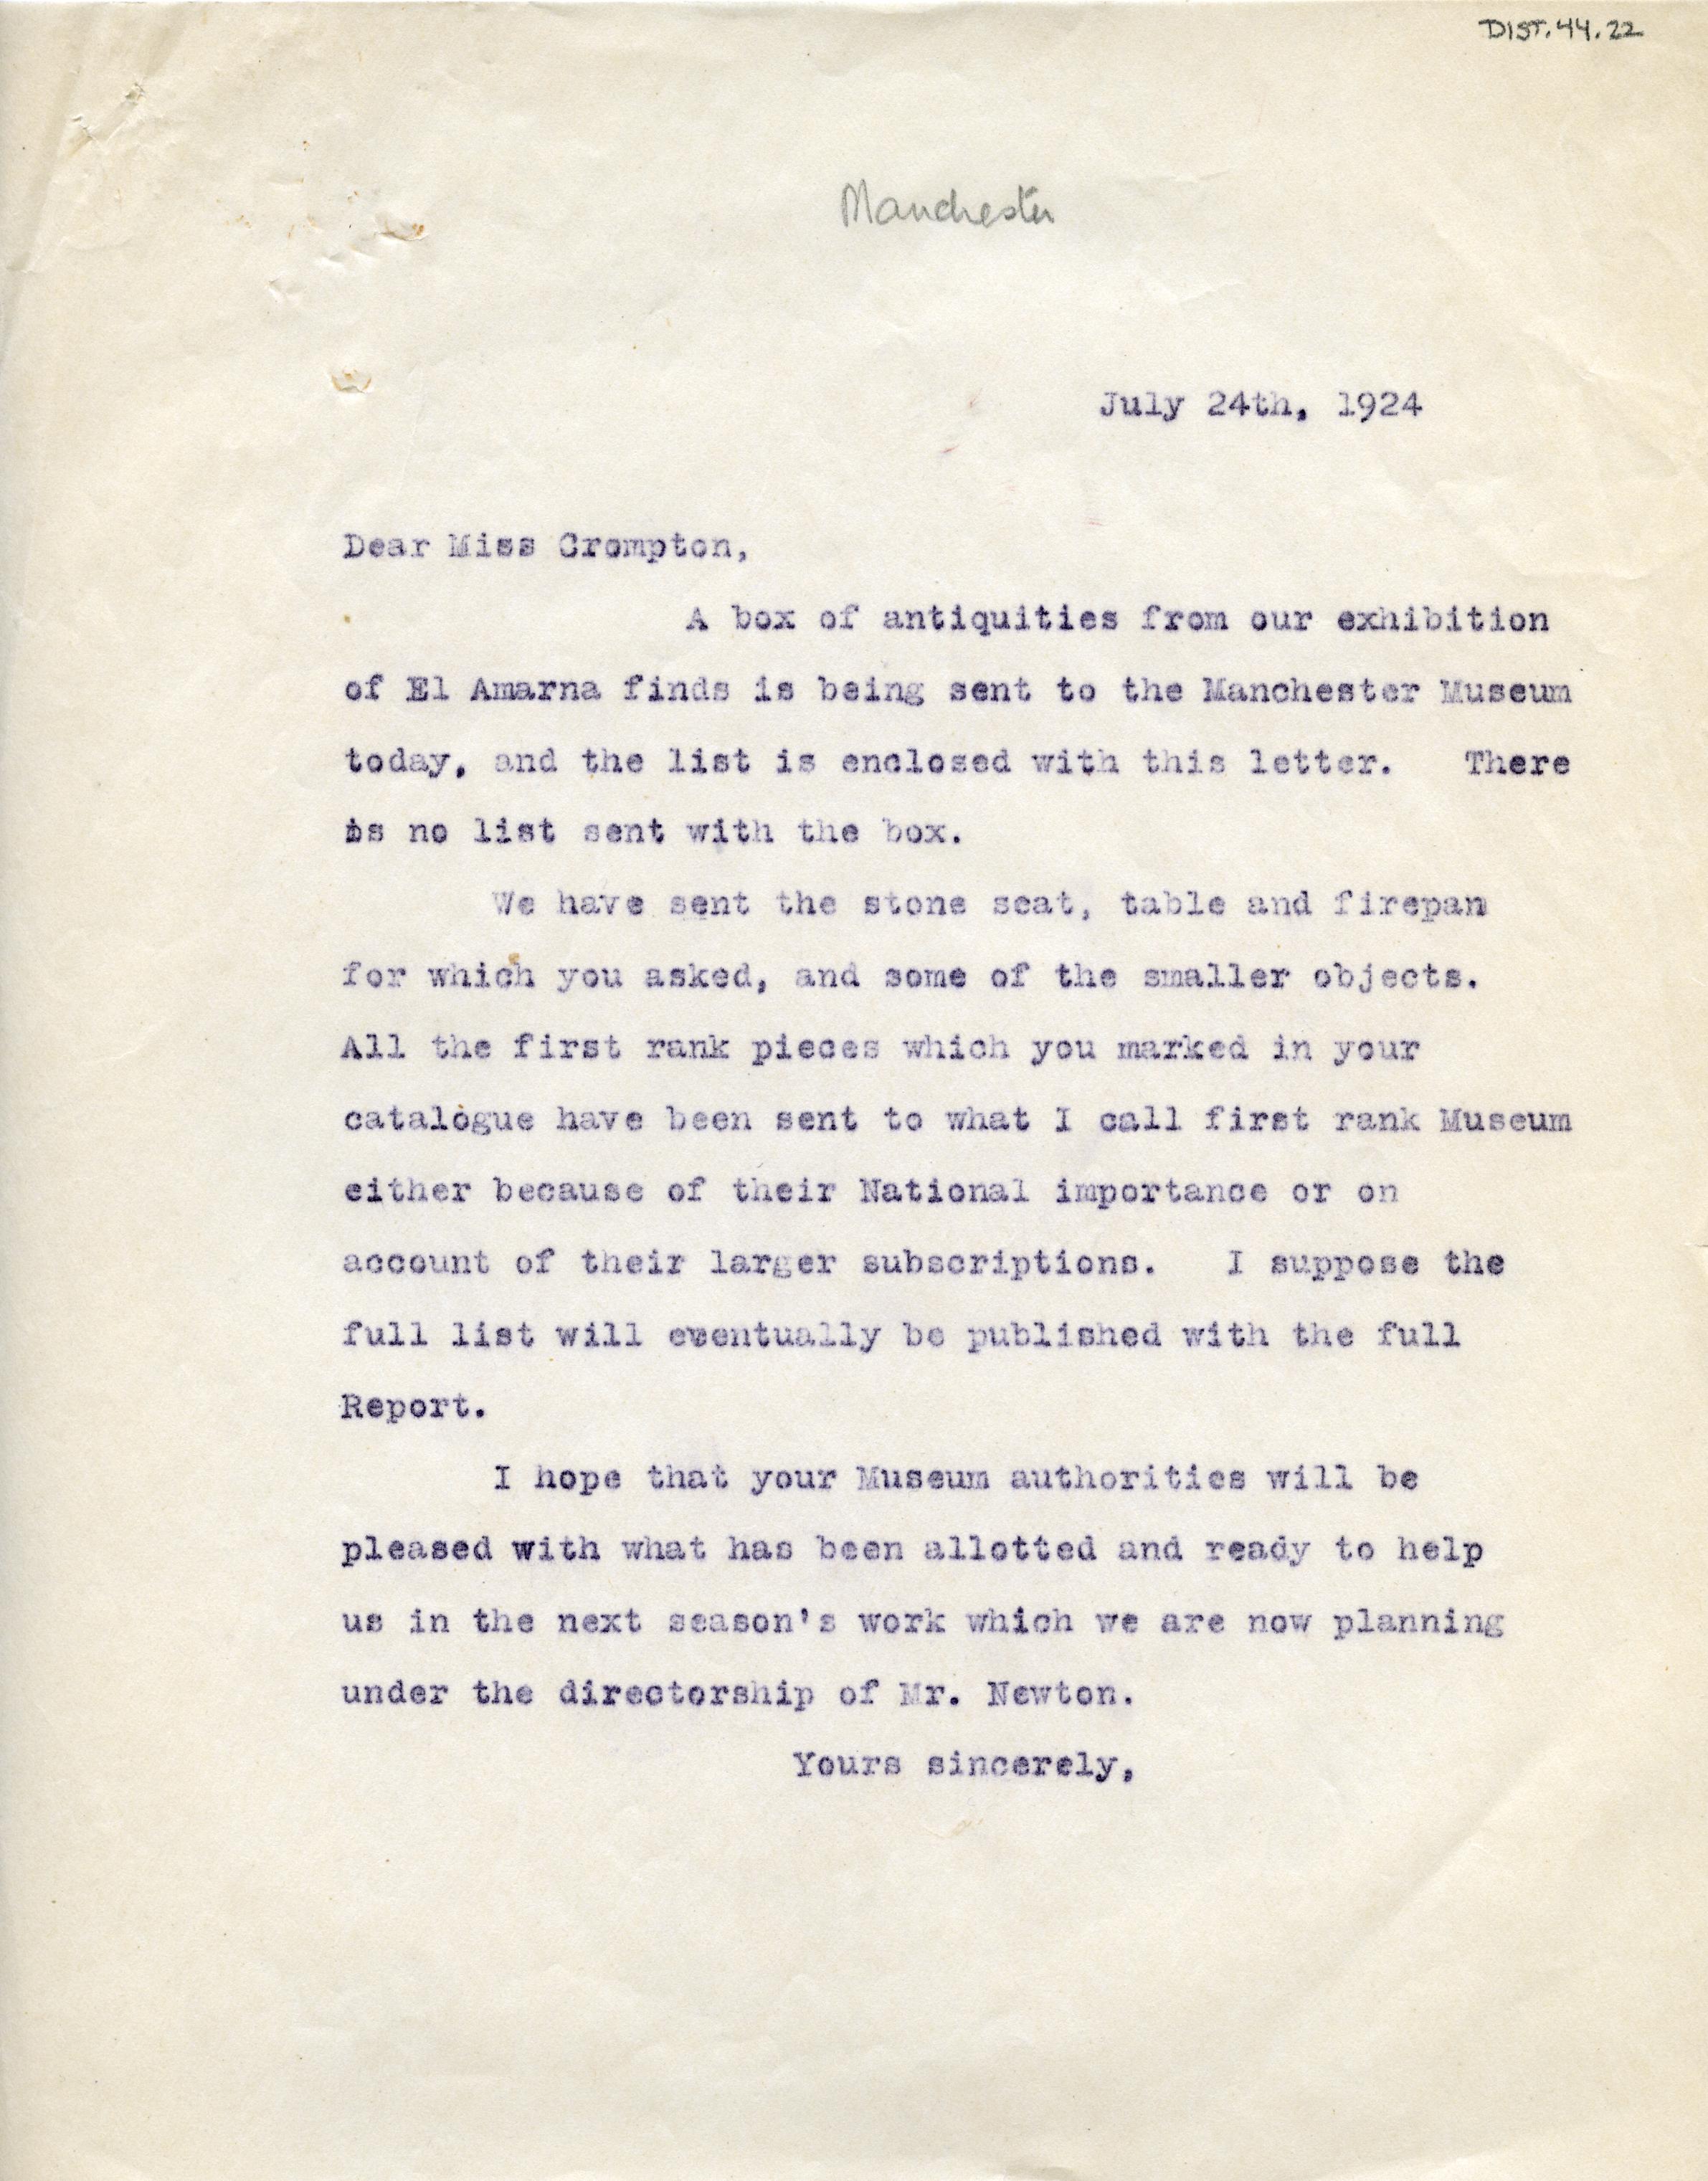 DIST.44.22
Manchester
July 24th, 1924
Dear Miss Crompton,
A box of antiquities from our exhibition
of El Amarna finds is being sent to the Manchester Museum
today, and the list is enclosed with this letter. There
is no list sent with the box.
We have sent the stone seat, table and firepan
for which you asked, and some of the smaller objects.
All the first rank pieces which you marked in your
catalogue have been sent to what I call first rank Museum
either because of their National importance or on
account of their larger subscriptions. I suppose the
full list will eventually be published with the full
Report.
I hope that your Museum authorities will be
pleased with what has been allotted and ready to help
us in the next season's work which we are now planning
under the directorship of Mr. Newton.
Yours sincerely,